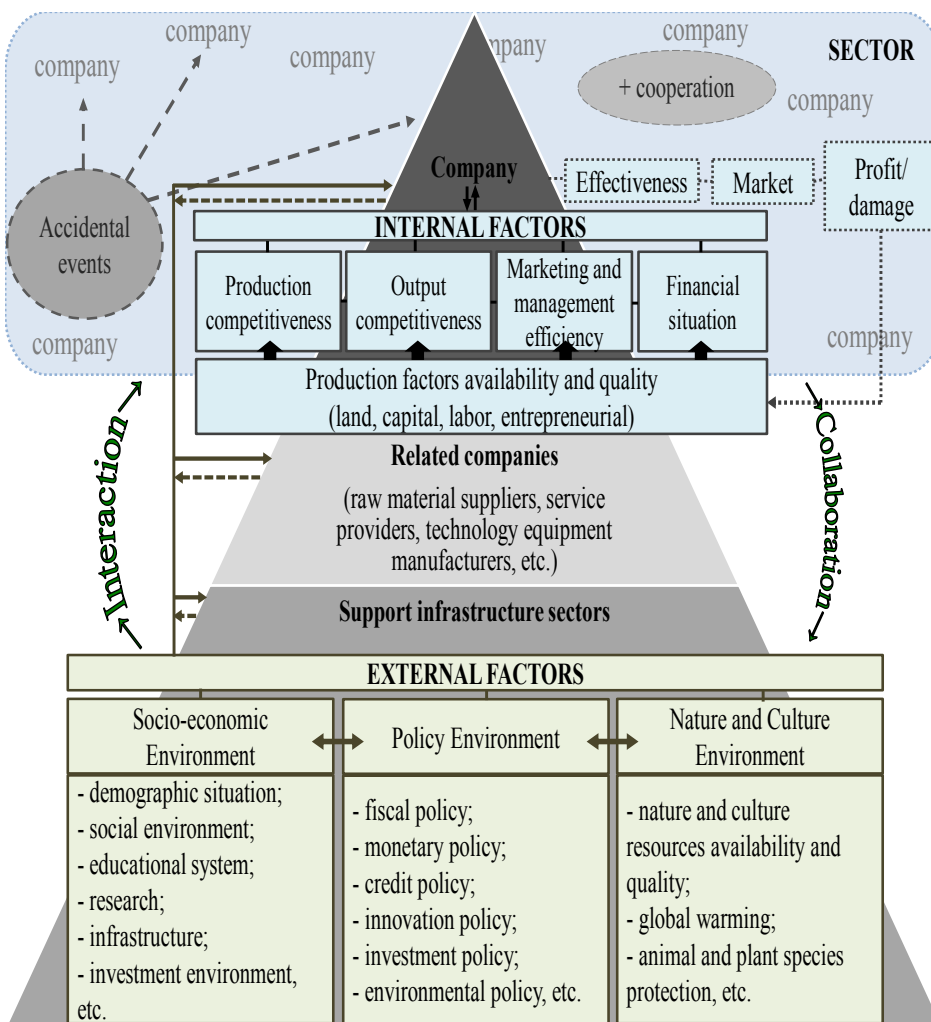 company
company
company
company
company
SECTOR
+ cooperation
company
Company
Effectiveness
Market
Profit/
damage
Accidental
events
INTERNAL FACTORS
Production
competitiveness
Output
competitiveness
Marketing and
management
efficiency
Financial
situation
company
company
Production factors availability and quality
(land, capital, labor, entrepreneurial)
Interaction
Collaboration
Related companies
(raw material suppliers, service
providers, technology equipment
manufacturers, etc.)
Support infrastructure sectors
EXTERNAL FACTORS
Socio-economic
Environment
Policy Environment
Nature and Culture
Environment
- demographic situation;
- social environment;
- educational system;
- research;
- infrastructure;
- investment environment,
etc.
- fiscal policy;
- monetary policy;
- credit policy;
- innovation policy;
- investment policy;
- environmental policy, etc.
- nature and culture
resources availability and
quality;
- global warming;
- animal and plant species
protection, etc.